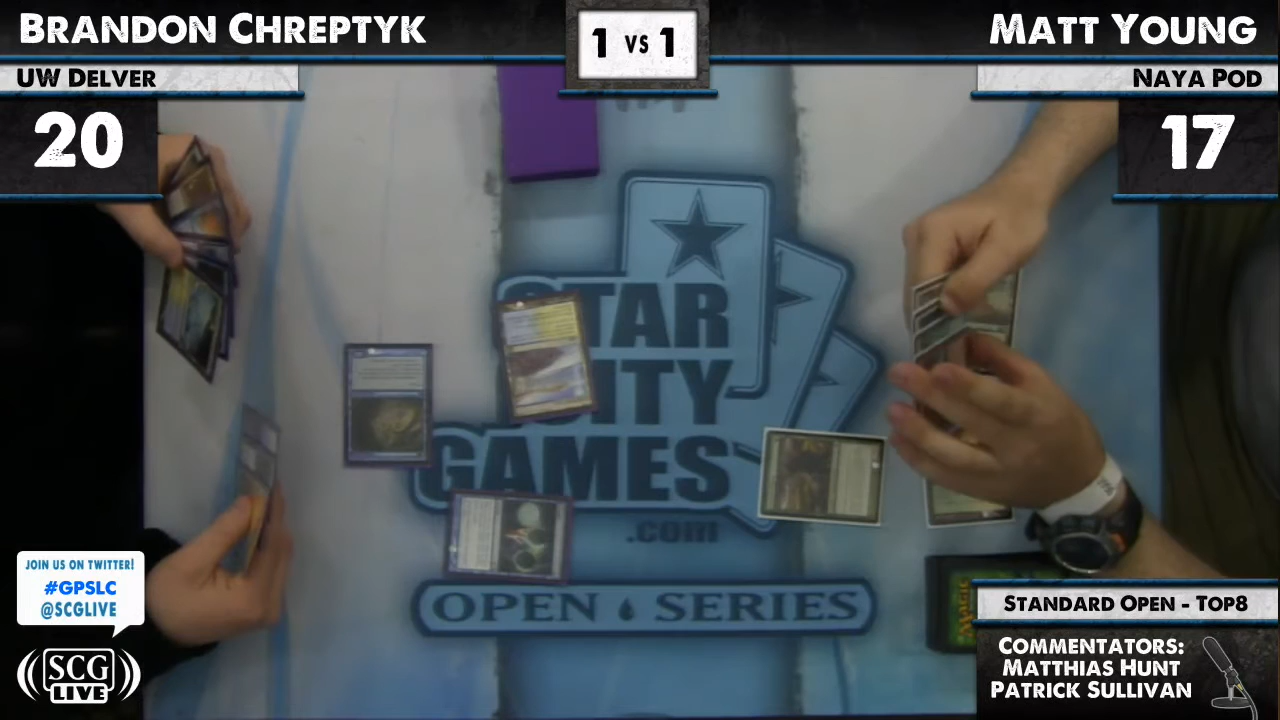 BRANDON CHREPTYK
1 VS 1
MATT YOUNG
UW DELVER
NAYA POD
20
17
STAR
CITY
GAMES
.com
OPEN SERIES
JOIN US ON TWITTER!
#GPSLC
@SCGLIVE
SCG
LIVE
MAGIC
STANDARD OPEN - TOP8
COMMENTATORS:
MATTHIAS HUNT
PATRICK SULLIVAN